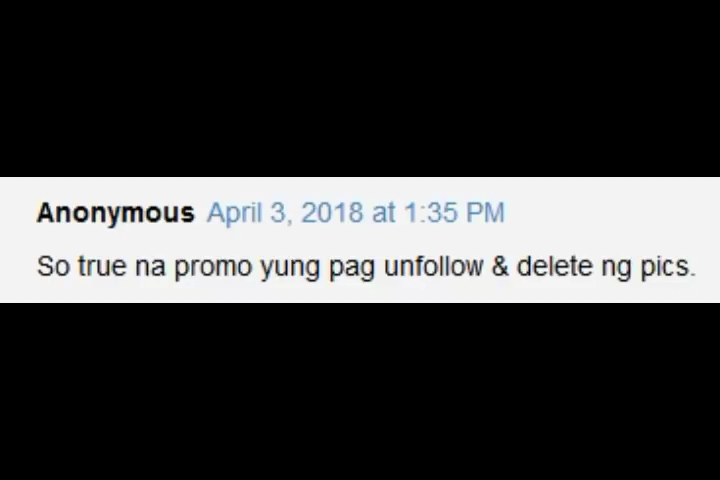 Anonymous April 3, 2018 at 1:35 PM
So true na promo yung pag unfollow & delete ng pics.